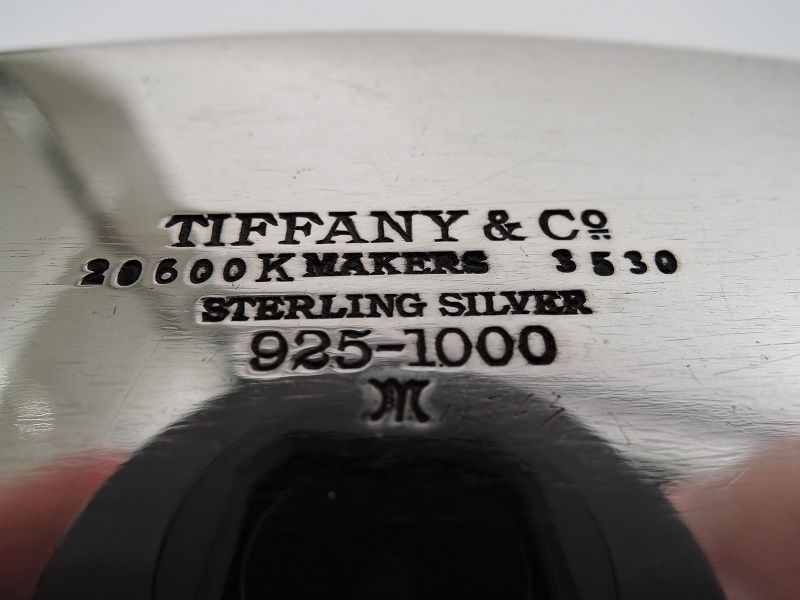 TIFFANY & Co
20600K MAKERS 3530
STERLING SILVER
925-1000
M